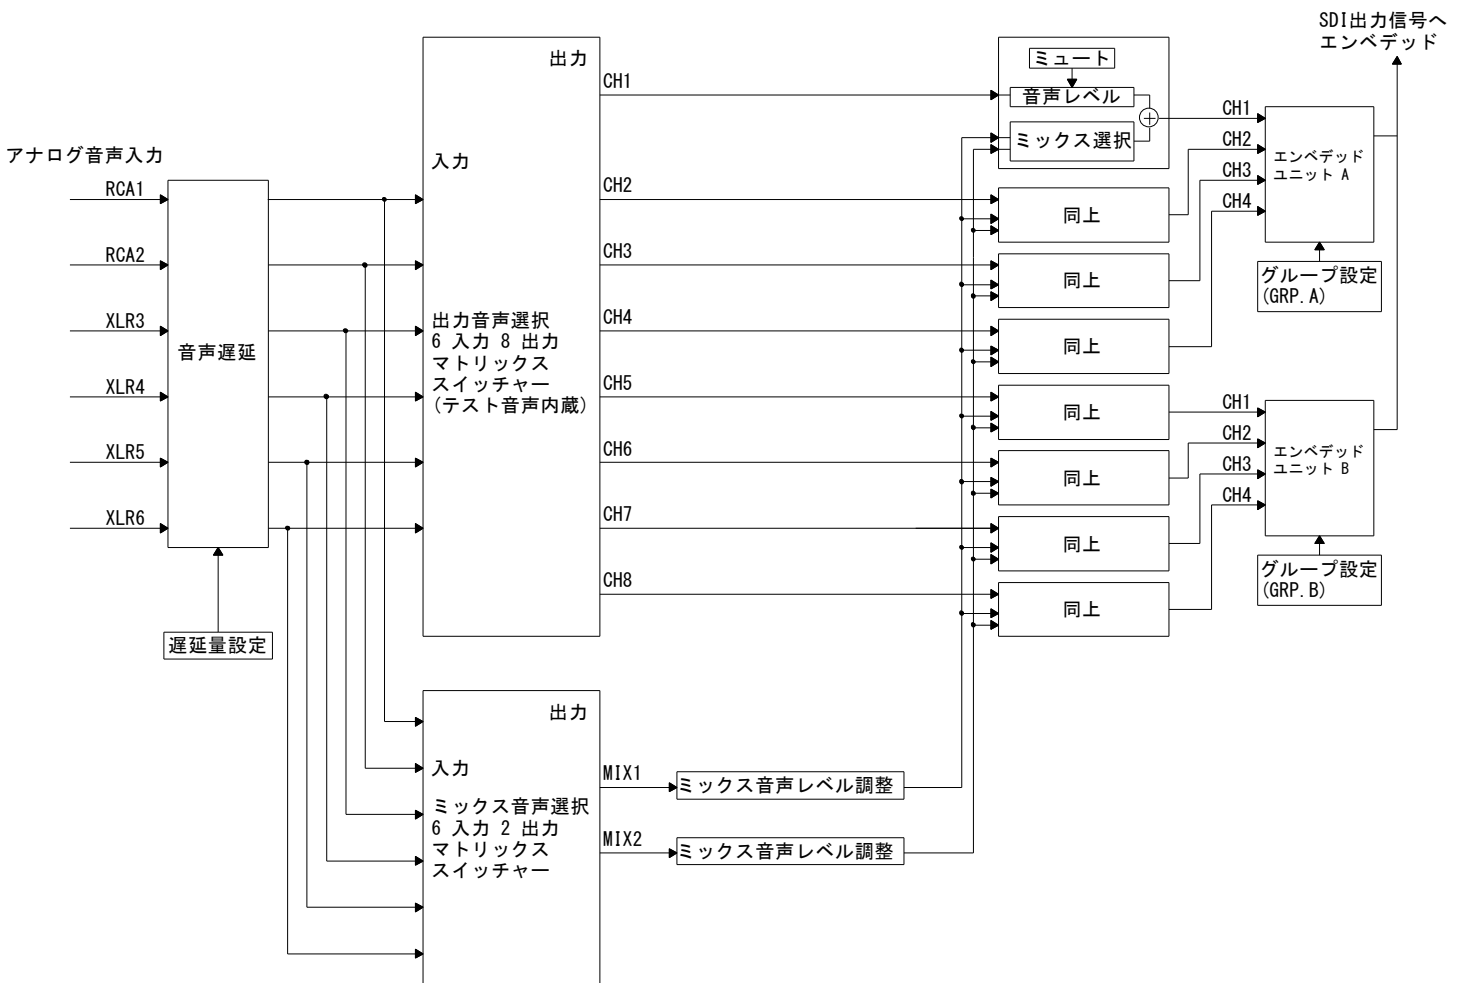 SDI出力信号へ
エンベデッド
出力
CH1
ミュート
音声レベル
ミックス選択
CH1
CH2
CH3
CH4
エンベデッド
ユニット A
アナログ音声入力
入力
RCA1
RCA2
XLR3
XLR4
XLR5
XLR6
音声遅延
遅延量設定
出力音声選択
6 入力 8 出力
マトリックス
スイッチャー
(テスト音声内蔵)
CH2
CH3
CH4
CH5
CH6
CH7
CH8
同上
同上
同上
同上
同上
同上
同上
グループ設定
(GRP.A)
CH1
CH2
CH3
CH4
エンベデッド
ユニット B
グループ設定
(GRP.B)
出力
入力
ミックス音声選択
6 入力 2 出力
マトリックス
スイッチャー
MIX1
ミックス音声レベル調整
MIX2
ミックス音声レベル調整